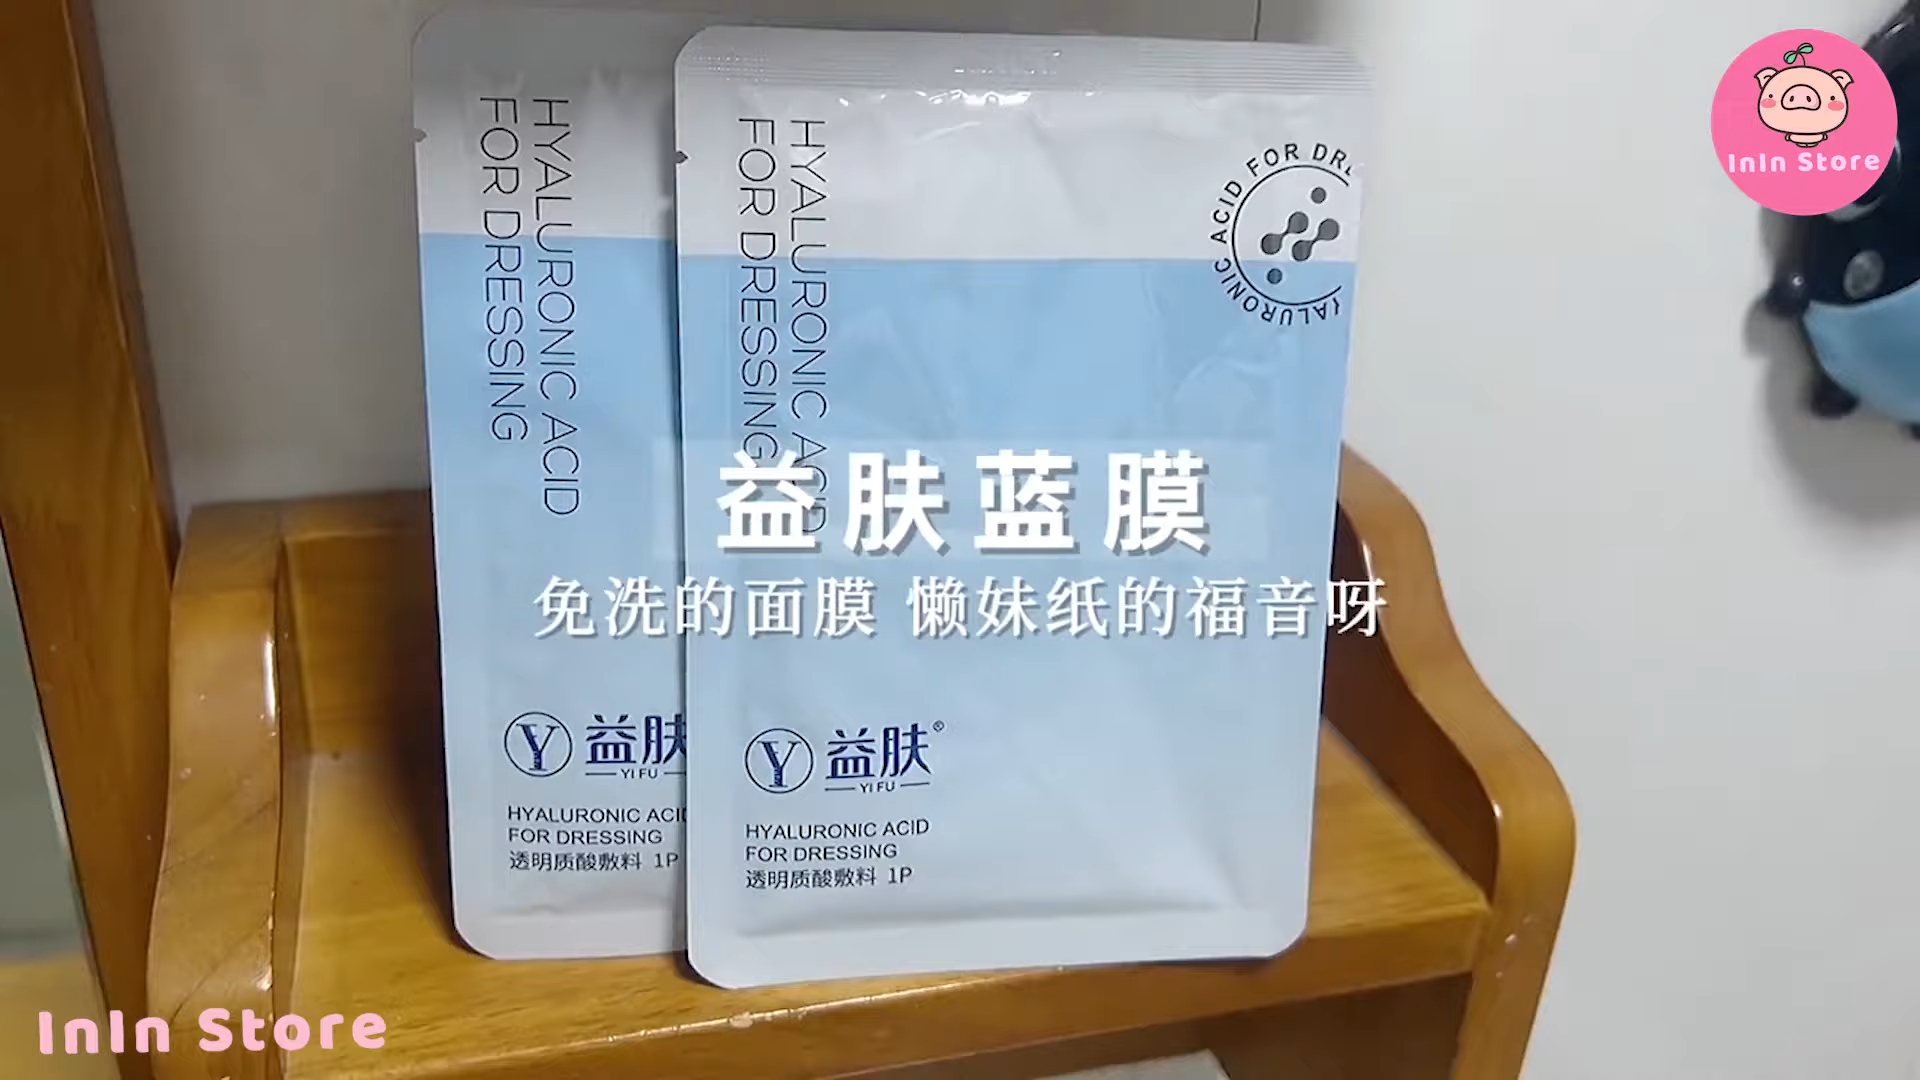 HYALURONIC ACID
FOR DRESSING
HYALURONIC ACID
FOR DRESSING
ACID FOR
InIn Store
益肤蓝膜
免洗的面膜 懒妹纸的福音呀
Y 益肤
YI FU
HYALURONIC
FOR DRESSING
透明质酸敷料 1P
Y 益肤®
YI FU
HYALURONIC ACID
FOR DRESSING
透明质酸敷料 1P
InIn Store